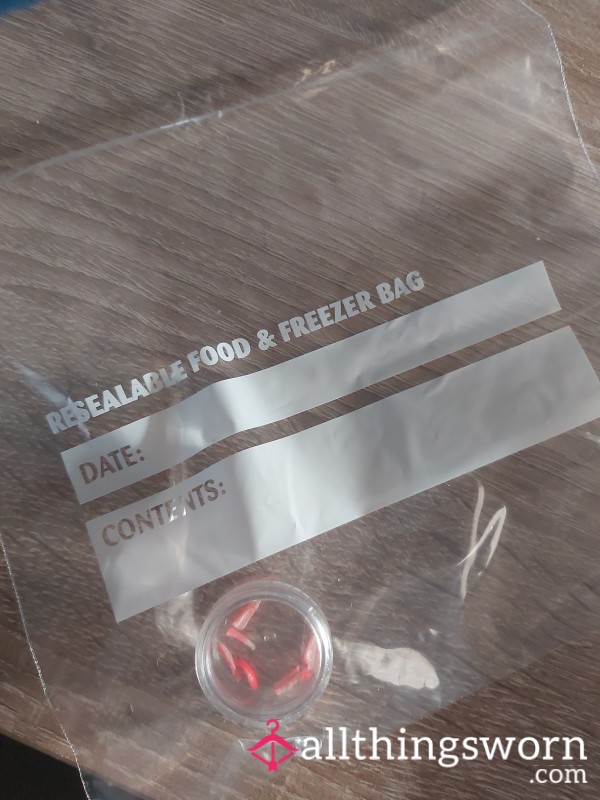 RESEALABLE FOOD & FREEZER BAG
DATE:
CONTENTS:
allthingsworn
.com